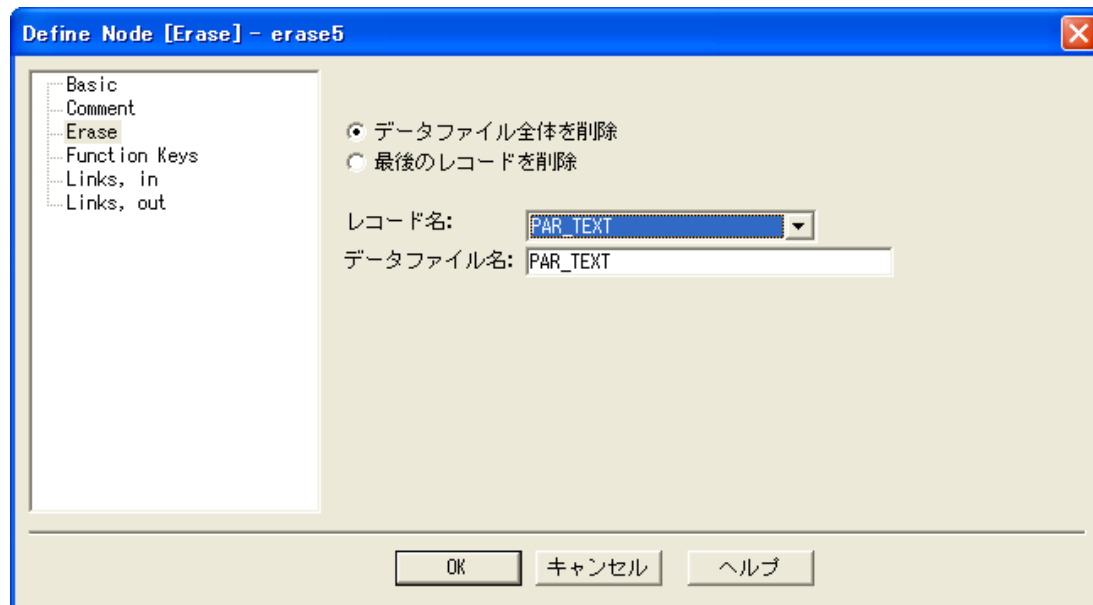 Define Node [Erase] - erase5
Basic
Comment
Erase
Function Keys
Links, in
Links, out
データファイル全体を削除
最後のレコードを削除
レコード名: PAR_TEXT
データファイル名: PAR_TEXT
OK キャンセル ヘルプ